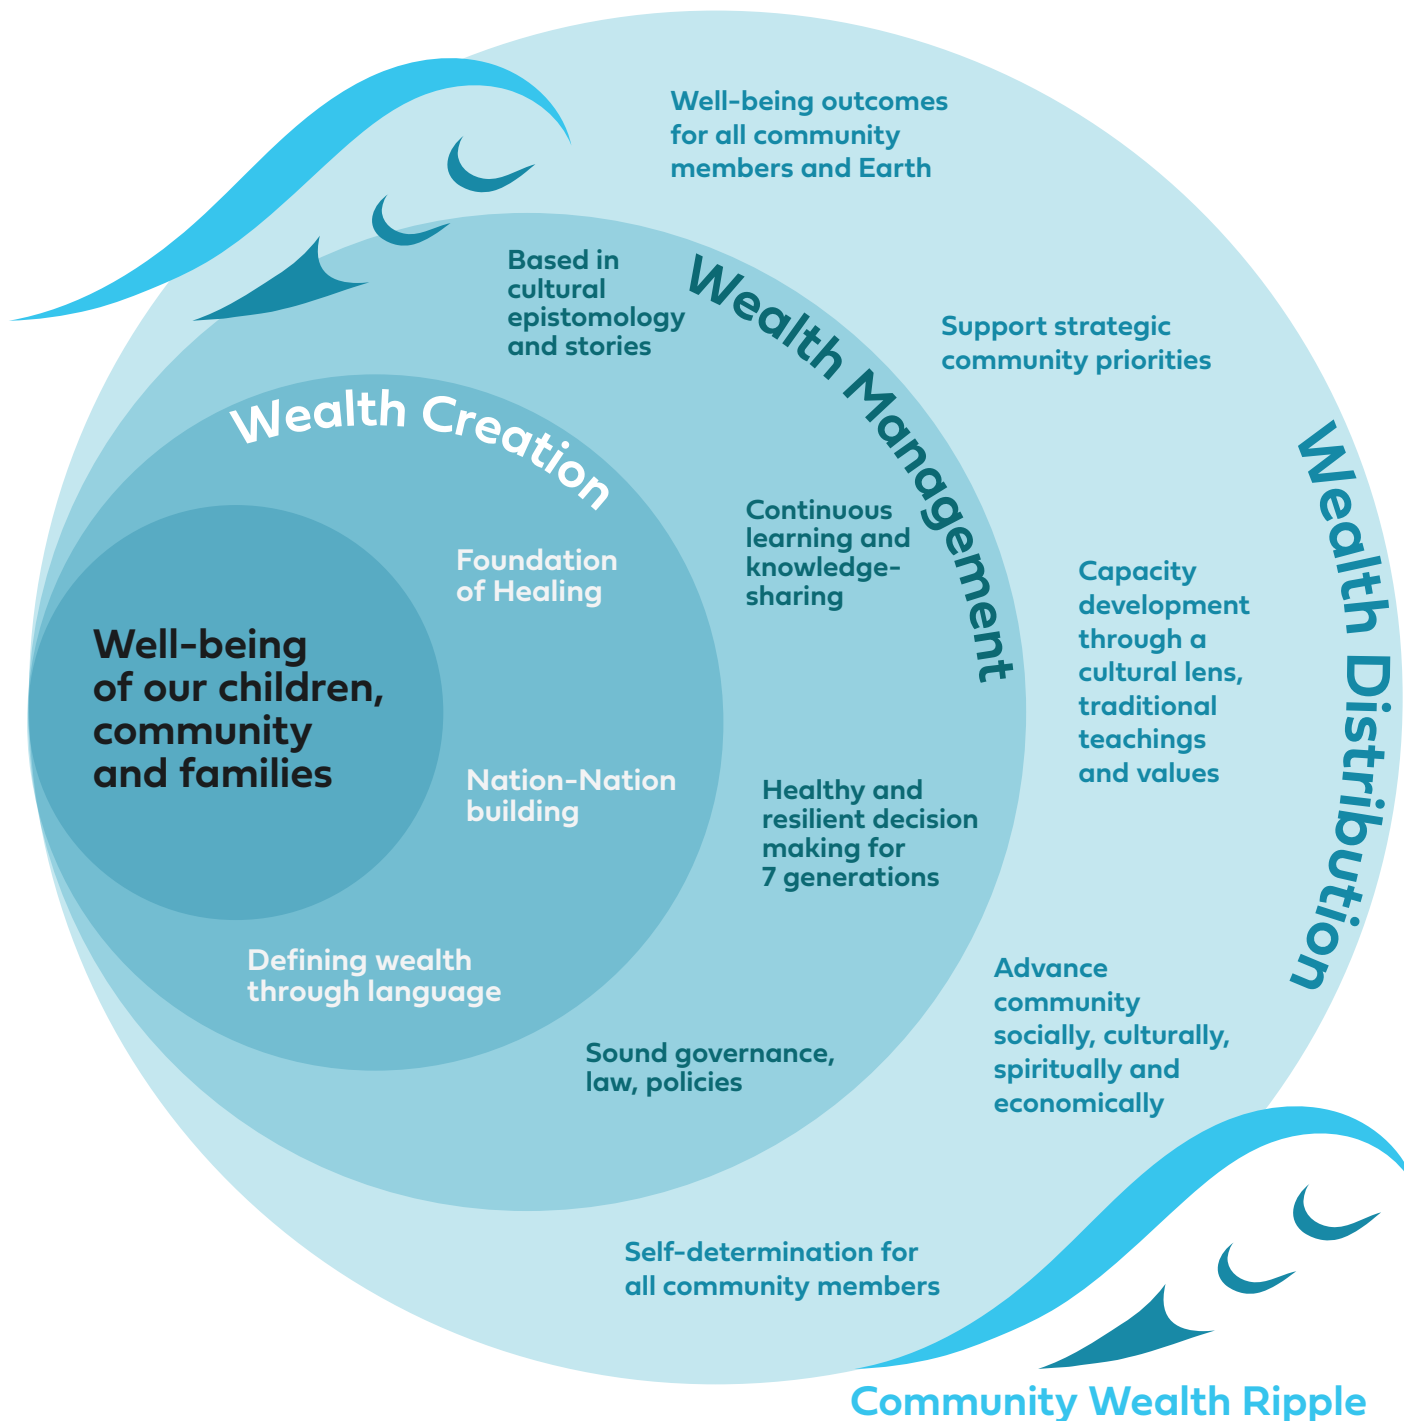 Well-being outcomes
for all community
members and Earth
Based in
cultural
epistomology
and stories
Wealth Management
Support strategic
community priorities
Wealth Creation
Wealth Distribution
Continuous
learning and
knowledge-
sharing
Foundation
of Healing
Capacity
development
through a
cultural lens,
traditional
teachings
and values
Well-being
of our children,
community
and families
Nation-Nation
building
Healthy and
resilient decision
making for
7 generations
Defining wealth
through language
Advance
community
socially, culturally,
spiritually and
economically
Sound governance,
law, policies
Self-determination for
all community members
Community Wealth Ripple